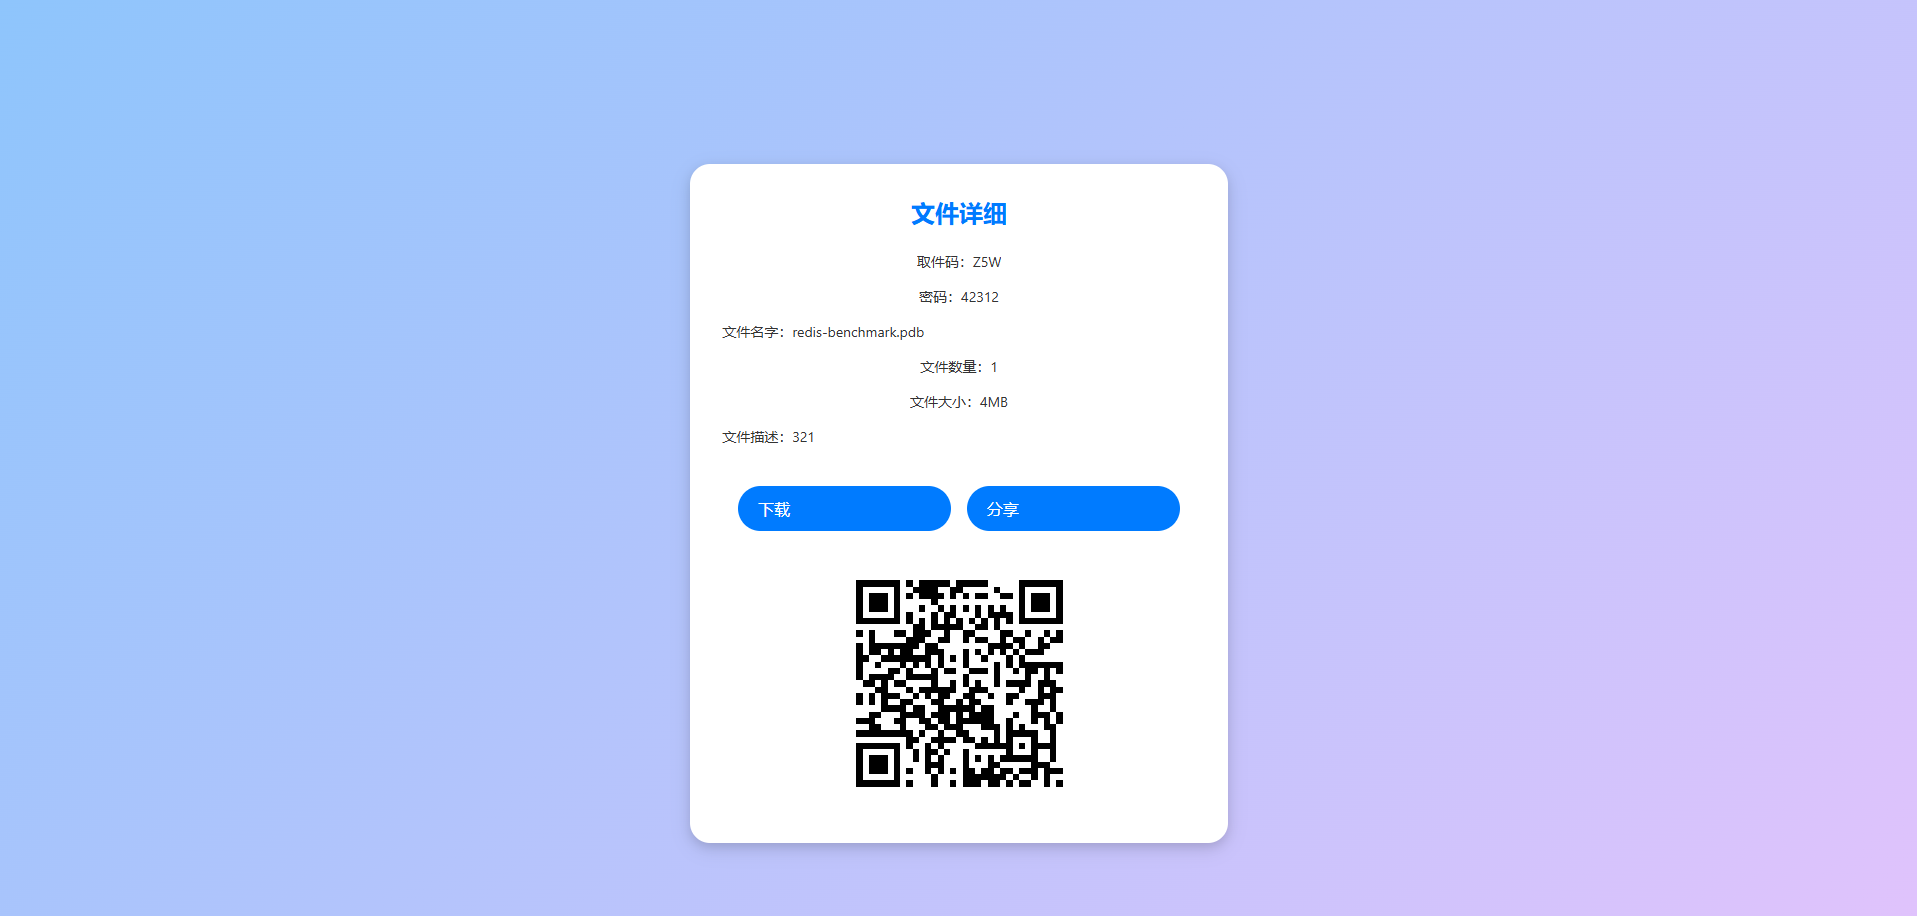 文件详细
取件码：Z5W
密码：42312
文件名字：redis-benchmark.pdb
文件数量：1
文件大小：4MB
文件描述：321
下载
分享